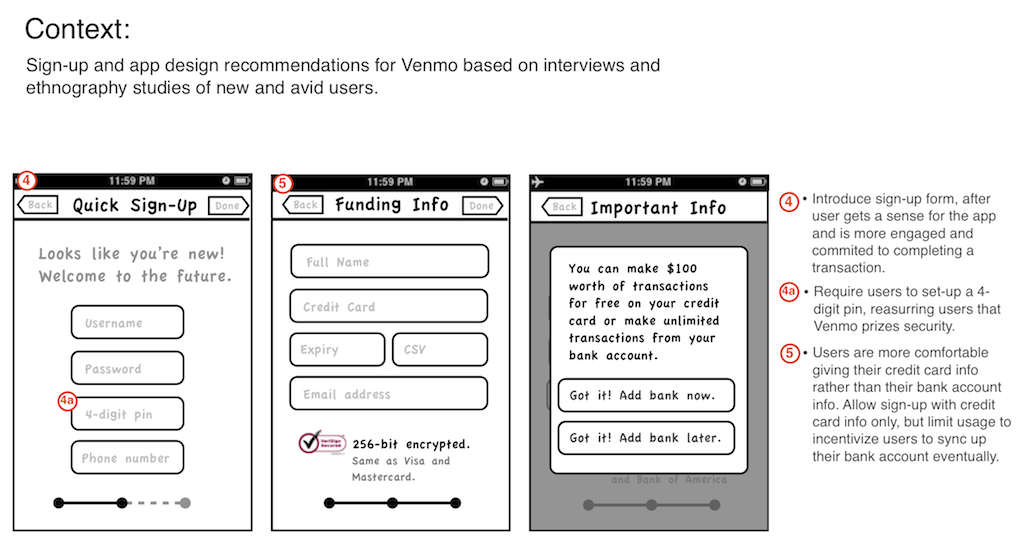 Context:
Sign-up and app design recommendations for Venmo based on interviews and
ethnography studies of new and avid users.
4
11:59 PM
Back
Quick Sign-Up
Done
Looks like you're new!
Welcome to the future.
Username
Password
4a
4-digit pin
Phone number
5
11:59 PM
Back
Funding Info
Done
Full Name
Credit Card
Expiry
CSV
Email address
VeriSign
Secured
256-bit encrypted.
Same as Visa and
Mastercard.
11:59 PM
Back
Important Info
You can make $100
worth of transactions
for free on your credit
card or make unlimited
transactions from your
bank account.
Got it! Add bank now.
Got it! Add bank later.
and Bank of America
4 • Introduce sign-up form, after
user gets a sense for the app
and is more engaged and
commited to completing a
transaction.
4a • Require users to set-up a 4-
digit pin, reasurring users that
Venmo prizes security.
5 • Users are more comfortable
giving their credit card info
rather than their bank account
info. Allow sign-up with credit
card info only, but limit usage to
incentivize users to sync up
their bank account eventually.